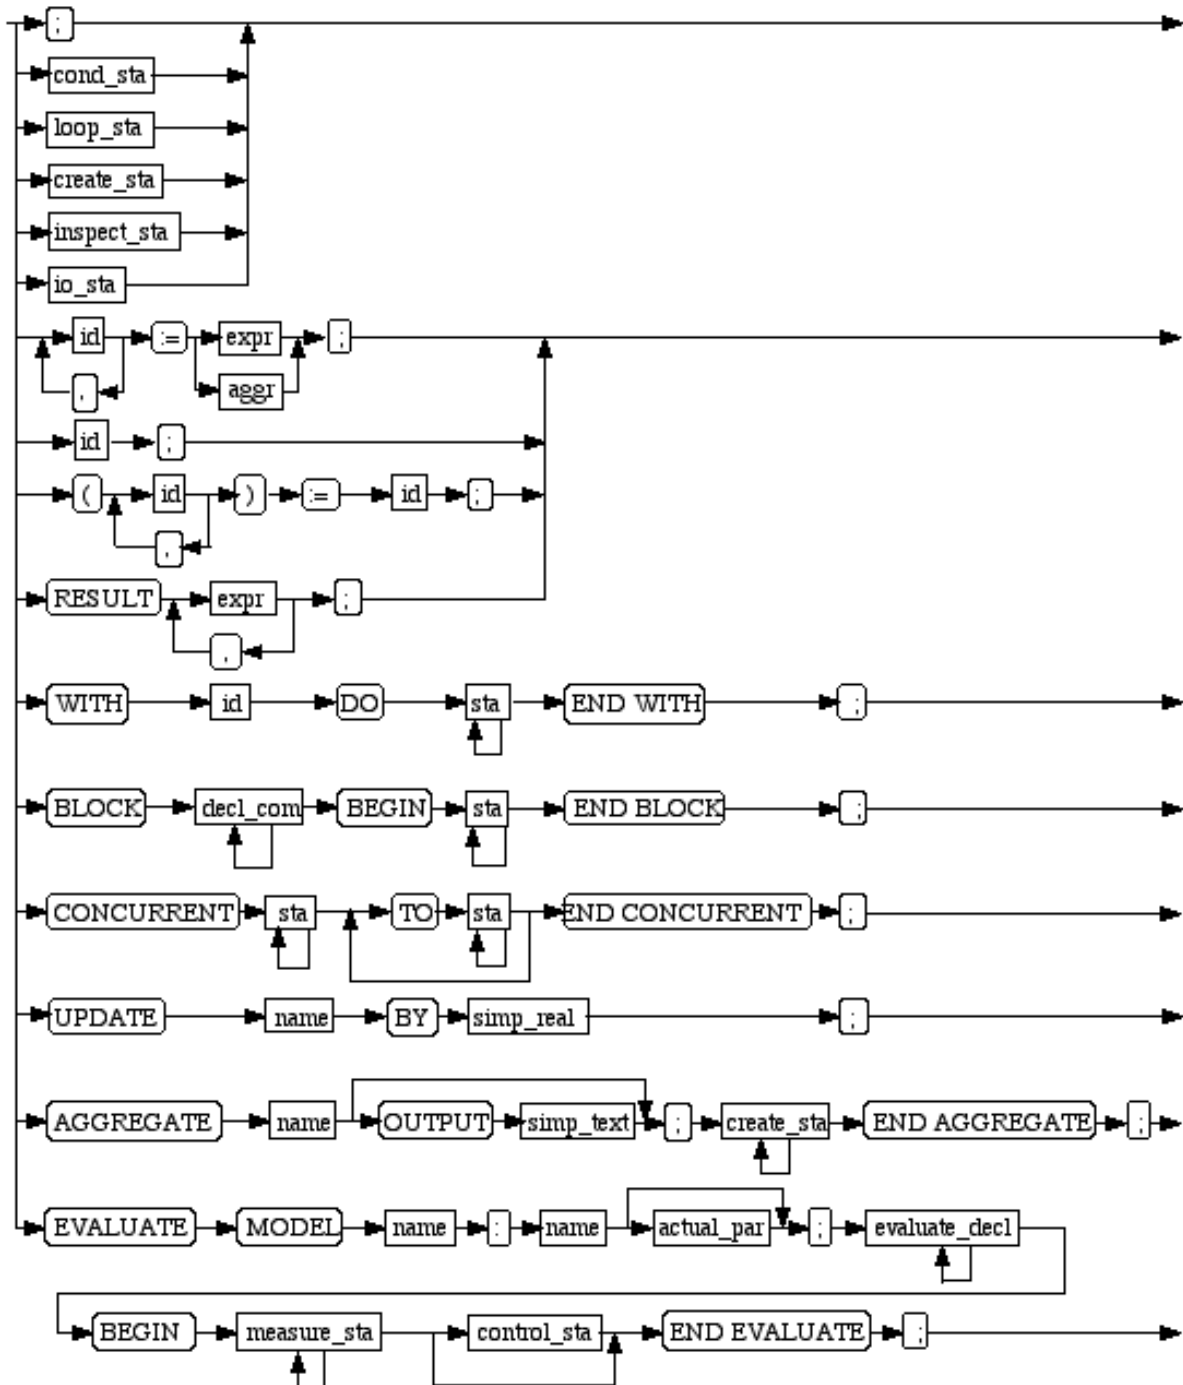 ;
cond_sta
loop_sta
create_sta
inspect_sta
io_sta
id := expr ;
, aggr
id ;
( id ) := id ;
,
RESULT expr ;
,
WITH id DO sta END WITH ;
BLOCK decl_com BEGIN sta END BLOCK ;
CONCURRENT sta TO sta END CONCURRENT ;
UPDATE name BY simp_real ;
AGGREGATE name OUTPUT simp_text ; create_sta END AGGREGATE ;
EVALUATE MODEL name : name actual_par ; evaluate_decl
BEGIN measure_sta control_sta END EVALUATE ;